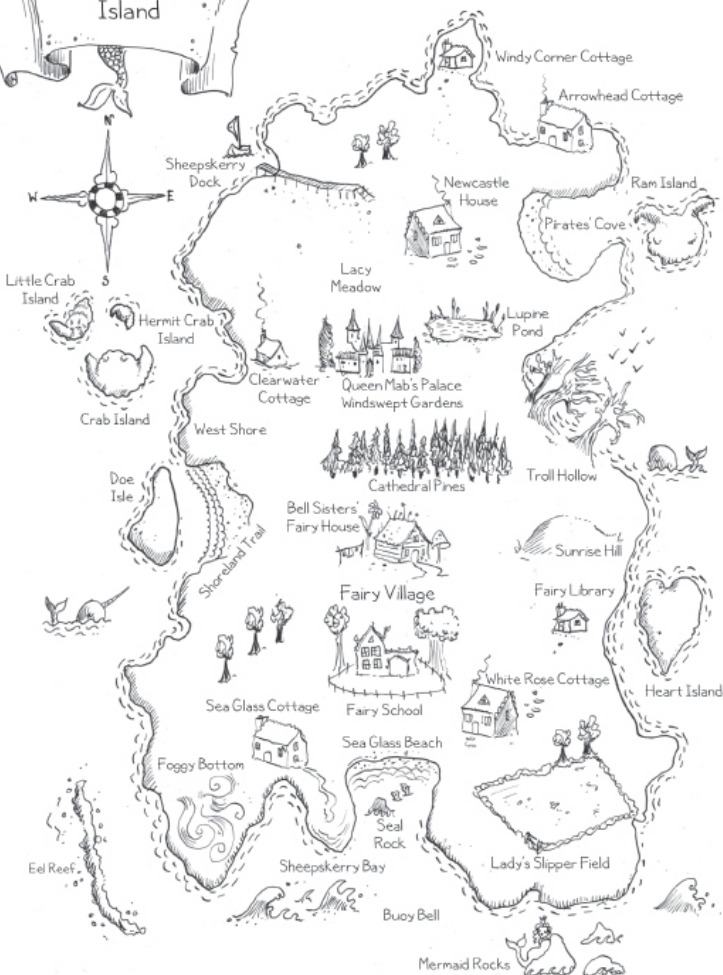 Island
Windy Corner Cottage
Arrowhead Cottage
N
Sheepskerry
Dock
W
E
Newcastle
House
Ram Island
Pirates' Cove
S
Little Crab
Island
Lacy
Meadow
Hermit Crab
Island
Lupine
Pond
Clearwater
Cottage
Queen Mab's Palace
Windswept Gardens
Crab Island
West Shore
Cathedral Pines
Troll Hollow
Doe
Isle
Bell Sisters'
Fairy House
Shoreland Trail
Sunrise Hill
Fairy Village
Fairy Library
White Rose Cottage
Heart Island
Sea Glass Cottage
Fairy School
Sea Glass Beach
Foggy Bottom
Seal
Rock
Eel Reef
Sheepskerry Bay
Lady's Slipper Field
Buoy Bell
Mermaid Rocks